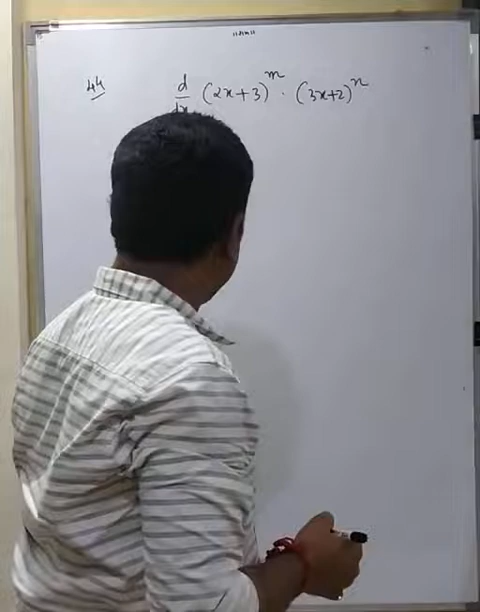 44 d/dx (2x+3)^m · (3x+2)^n